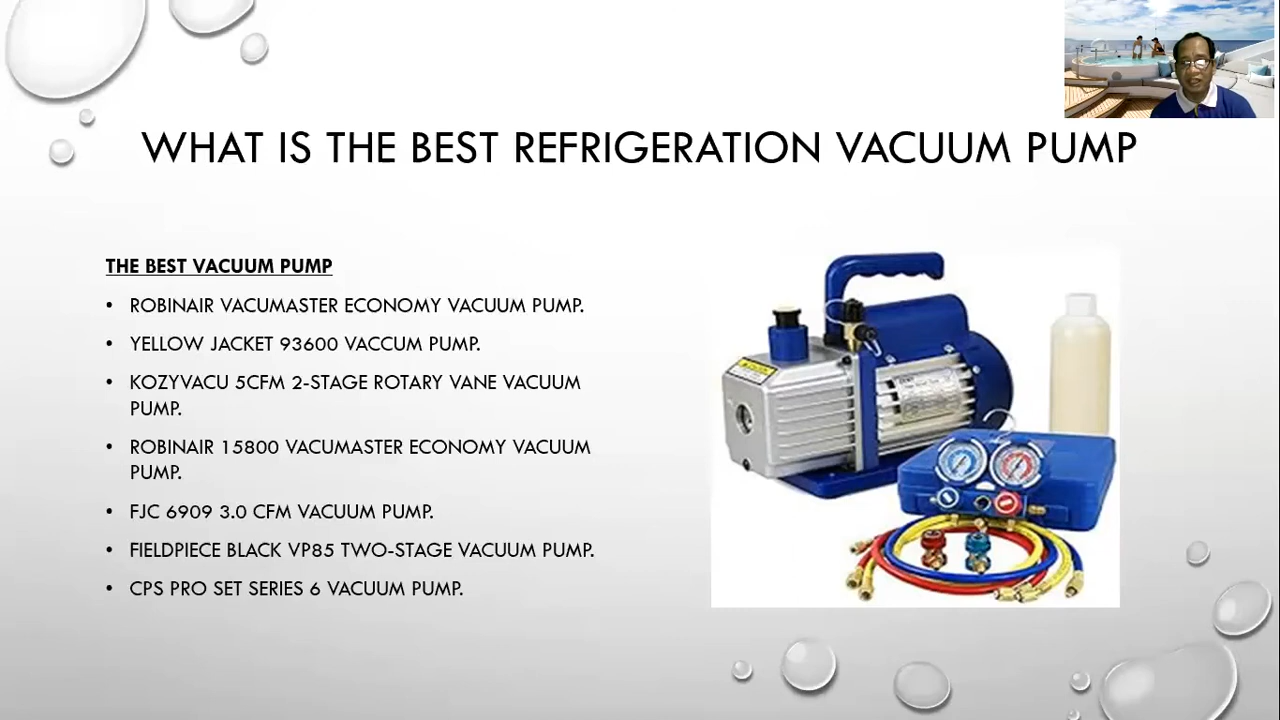 WHAT IS THE BEST REFRIGERATION VACUUM PUMP
THE BEST VACUUM PUMP
• ROBINAIR VACUMASTER ECONOMY VACUUM PUMP.
• YELLOW JACKET 93600 VACCUM PUMP.
• KOZYVACU 5CFM 2-STAGE ROTARY VANE VACUUM
PUMP.
• ROBINAIR 15800 VACUMASTER ECONOMY VACUUM
PUMP.
• FJC 6909 3.0 CFM VACUUM PUMP.
• FIELDPIECE BLACK VP85 TWO-STAGE VACUUM PUMP.
• CPS PRO SET SERIES 6 VACUUM PUMP.